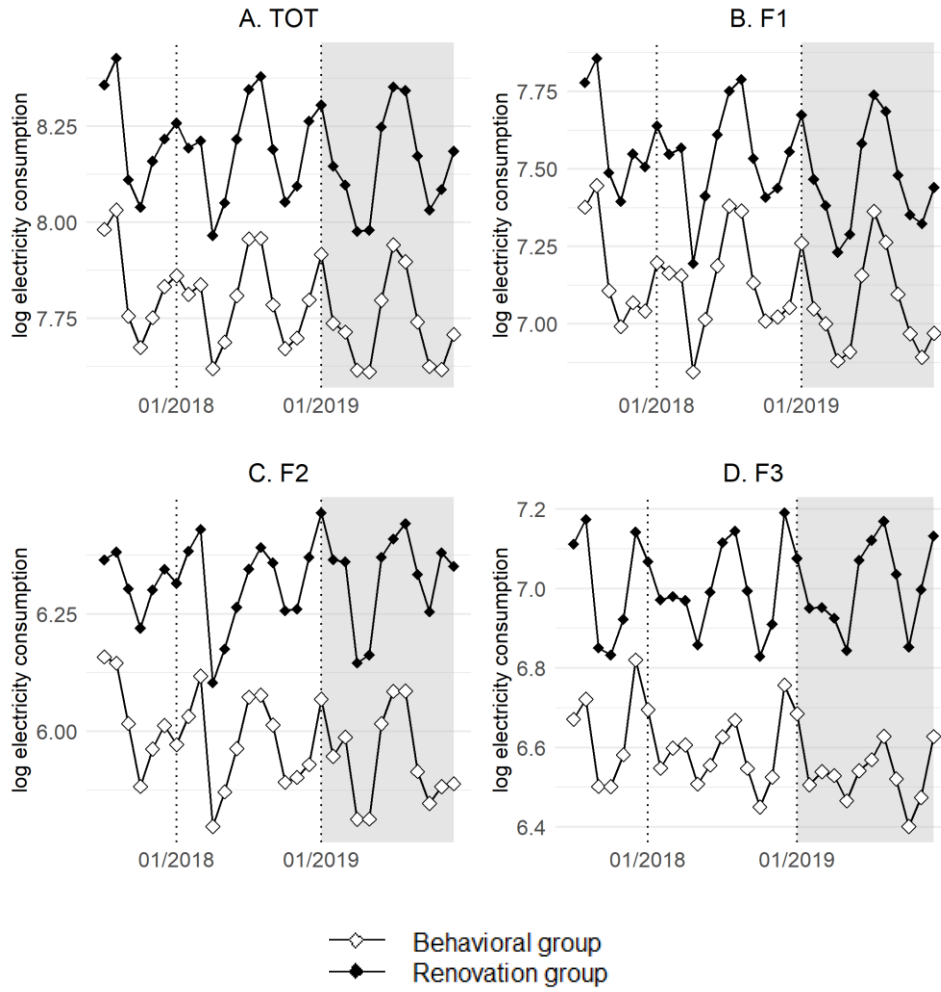 A. TOT
B. F1
log electricity consumption
8.25
8.00
7.75
01/2018
01/2019
log electricity consumption
7.75
7.50
7.25
7.00
01/2018
01/2019
C. F2
D. F3
log electricity consumption
6.25
6.00
01/2018
01/2019
log electricity consumption
7.2
7.0
6.8
6.6
6.4
01/2018
01/2019
Behavioral group
Renovation group